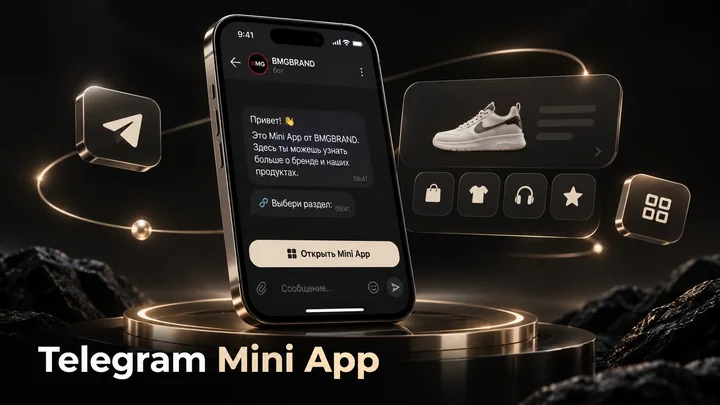 9:41
BMG
BMGBRAND
бот
Привет! 👋
Это Mini App от BMGBRAND.
Здесь ты можешь узнать
больше о бренде и наших
продуктах.
09:41
🔗 Выбери раздел:
09:41
Открыть Mini App
Сообщение...
Telegram Mini App